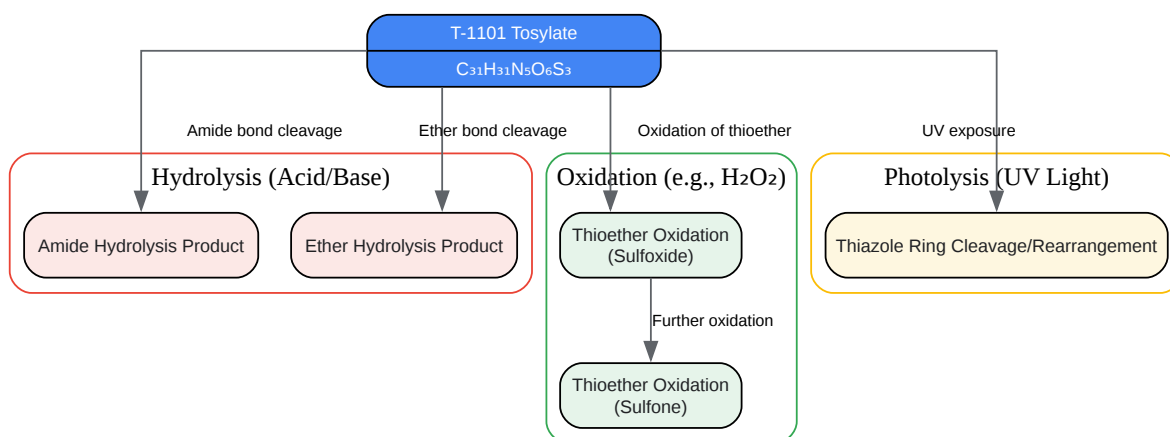 T-1101 Tosylate
C₃₁H₃₁N₅O₆S₃
Amide bond cleavage
Ether bond cleavage
Oxidation of thioether
UV exposure
Hydrolysis (Acid/Base)
Oxidation (e.g., H₂O₂)
Photolysis (UV Light)
Amide Hydrolysis Product
Ether Hydrolysis Product
Thioether Oxidation
(Sulfoxide)
Thiazole Ring Cleavage/Rearrangement
Further oxidation
Thioether Oxidation
(Sulfone)